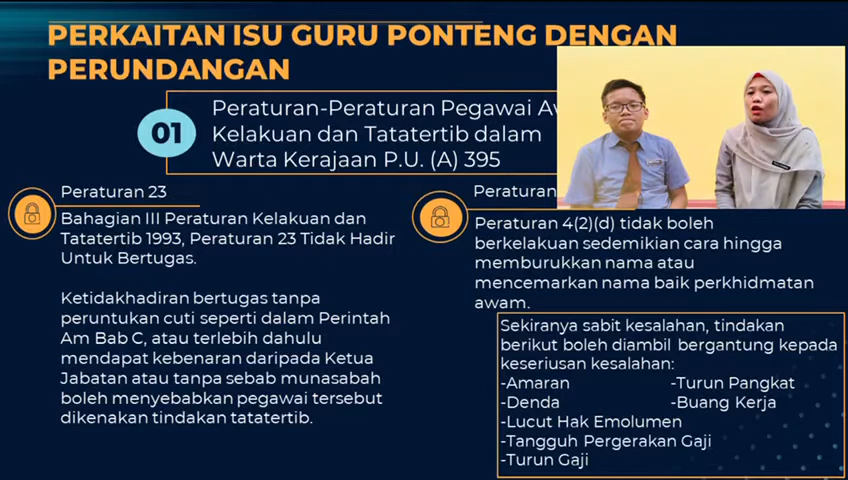 PERKAITAN ISU GURU PONTENG DENGAN
PERUNDANGAN
01
Peraturan-Peraturan Pegawai
Kelakuan dan Tatatertib dalam
Warta Kerajaan P.U. (A) 395
Peraturan 23
Bahagian III Peraturan Kelakuan dan
Tatatertib 1993, Peraturan 23 Tidak Hadir
Untuk Bertugas.
Ketidakhadiran bertugas tanpa
peruntukan cuti seperti dalam Perintah
Am Bab C, atau terlebih dahulu
mendapat kebenaran daripada Ketua
Jabatan atau tanpa sebab munasabah
boleh menyebabkan pegawai tersebut
dikenakan tindakan tatatertib.
Peraturan
Peraturan 4(2)(d) tidak boleh
berkelakuan sedemikian cara hingga
memburukkan nama atau
mencemarkan nama baik perkhidmatan
awam.
Sekiranya sabit kesalahan, tindakan
berikut boleh diambil bergantung kepada
keseriusan kesalahan:
-Amaran -Turun Pangkat
-Denda -Buang Kerja
-Lucut Hak Emolumen
-Tangguh Pergerakan Gaji
-Turun Gaji